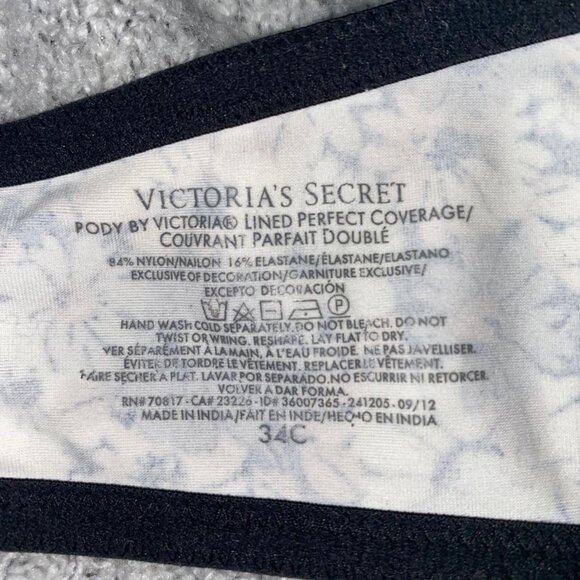 VICTORIA'S SECRET
BODY BY VICTORIA® LINED PERFECT COVERAGE/
COUVRANT PARFAIT DOUBLÉ
84% NYLON/NAILON 16% ELASTANE/ÉLASTANE/ELASTANO
EXCLUSIVE OF DECORATION/GARNITURE EXCLUSIVE/
EXCEPTO DECORACIÓN
HAND WASH COLD SEPARATELY. DO NOT BLEACH. DO NOT
TWIST OR WRING. RESHAPE. LAY FLAT TO DRY.
VER SÉPARÉMENT À LA MAIN, À L'EAU FROIDE. NE PAS JAVELLISER.
ÉVITER DE TORDRE LE VÊTEMENT. REPLACER LE VÊTEMENT.
FAIRE SÉCHER À PLAT. LAVAR POR SEPARADO. NO ESCURRIR NI RETORCER.
VOLVER A DAR FORMA.
RN# 70817 - CA# 23226 - ID# 36007365 - 241205 - 09/12
MADE IN INDIA/FAIT EN INDE/HECHO EN INDIA
34C